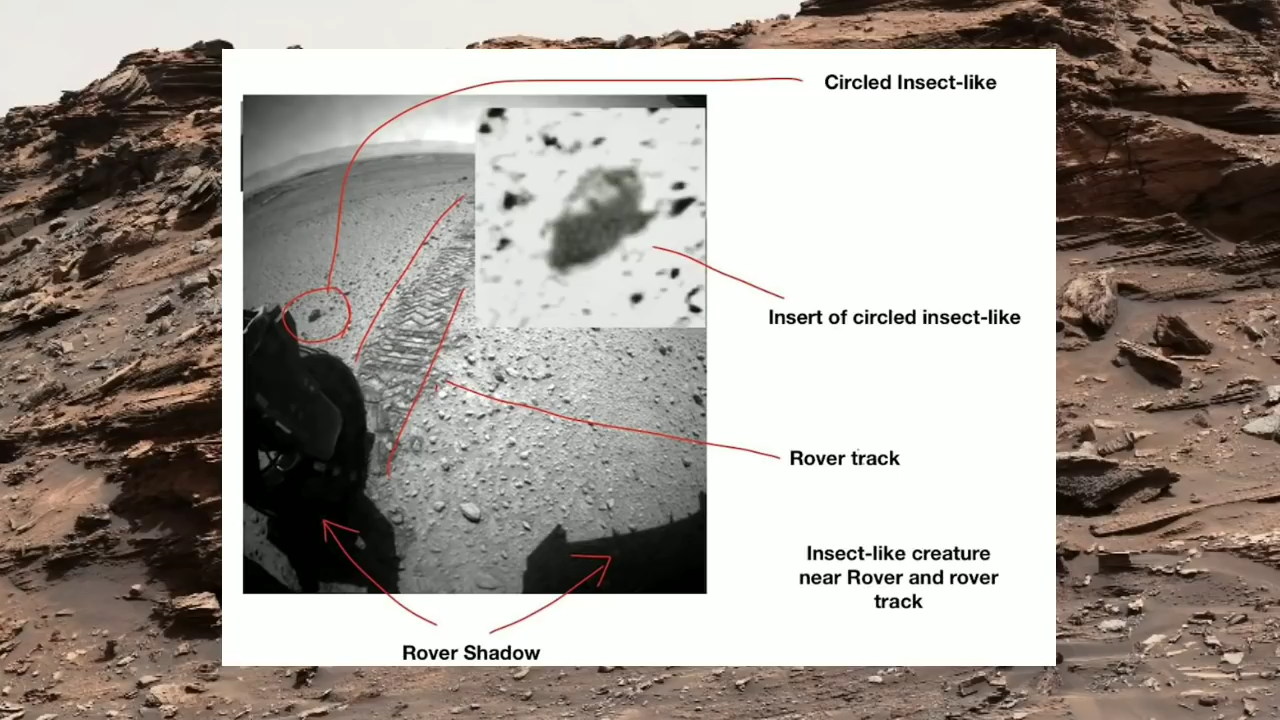 Circled Insect-like
Insert of circled insect-like
Rover track
Insect-like creature
near Rover and rover
track
Rover Shadow